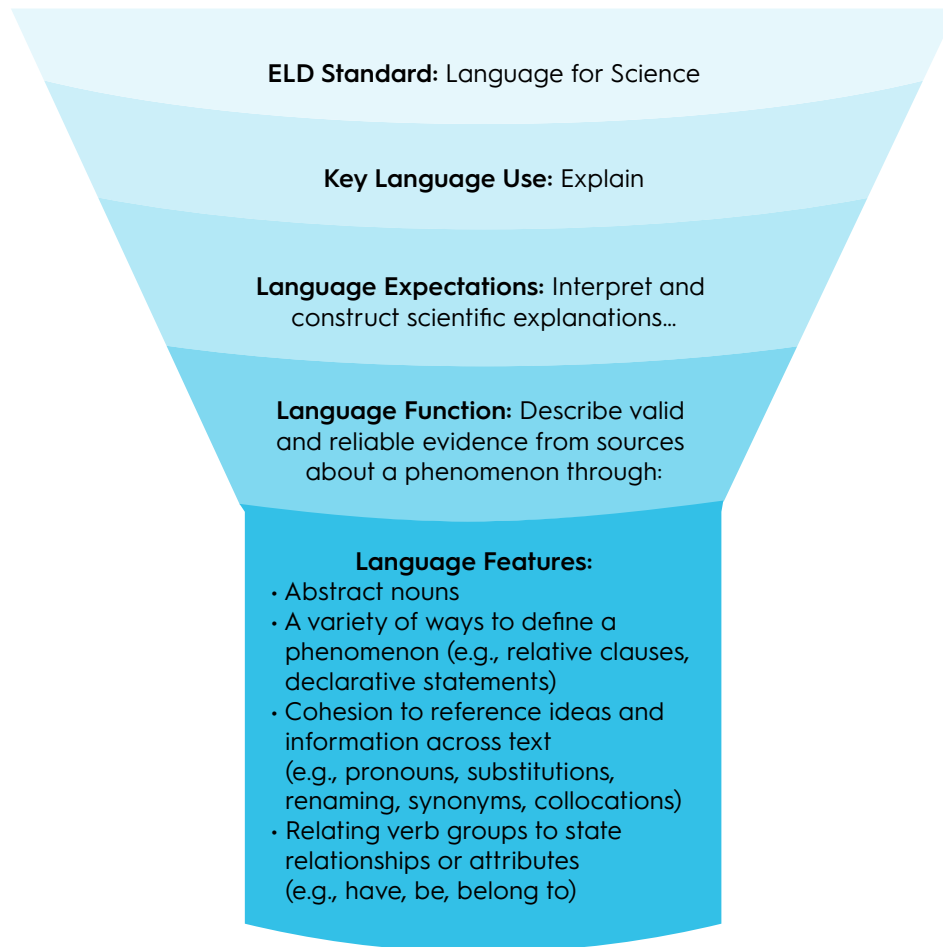 ELD Standard: Language for Science
Key Language Use: Explain
Language Expectations: Interpret and
construct scientific explanations...
Language Function: Describe valid
and reliable evidence from sources
about a phenomenon through:
Language Features:
• Abstract nouns
• A variety of ways to define a
phenomenon (e.g., relative clauses,
declarative statements)
• Cohesion to reference ideas and
information across text
(e.g., pronouns, substitutions,
renaming, synonyms, collocations)
• Relating verb groups to state
relationships or attributes
(e.g., have, be, belong to)